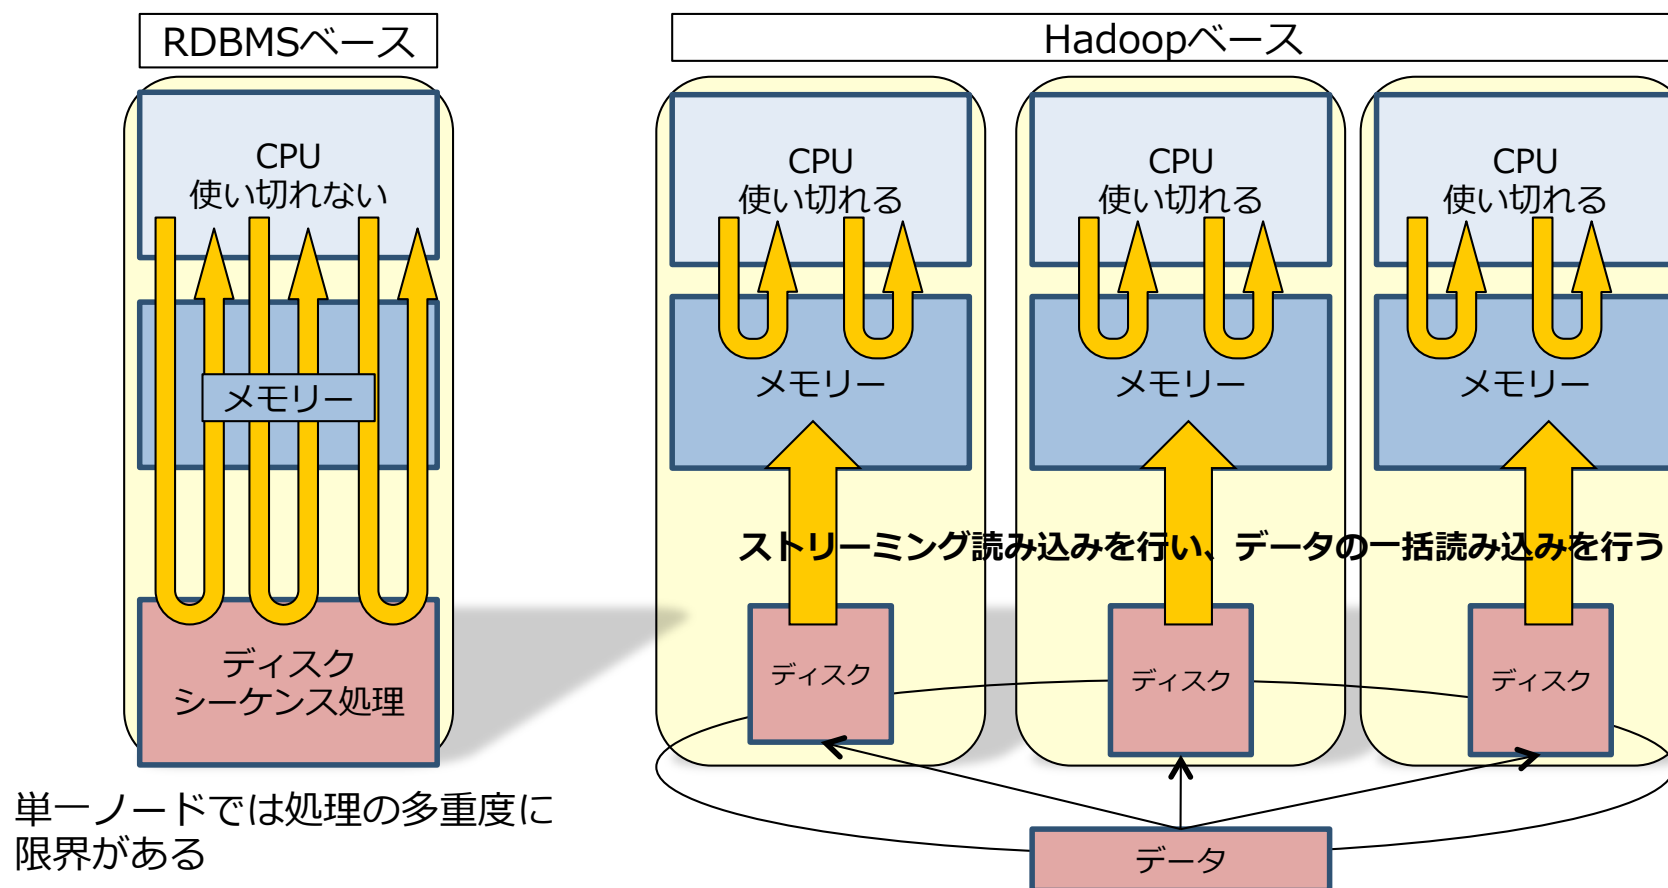 RDBMSベース
CPU
使い切れない
メモリー
ディスク
シーケンス処理
単一ノードでは処理の多重度に
限界がある
Hadoopベース
CPU
使い切れる
CPU
使い切れる
CPU
使い切れる
メモリー
メモリー
メモリー
ストリーミング読み込みを行い、データの一括読み込みを行う
ディスク
ディスク
ディスク
データ